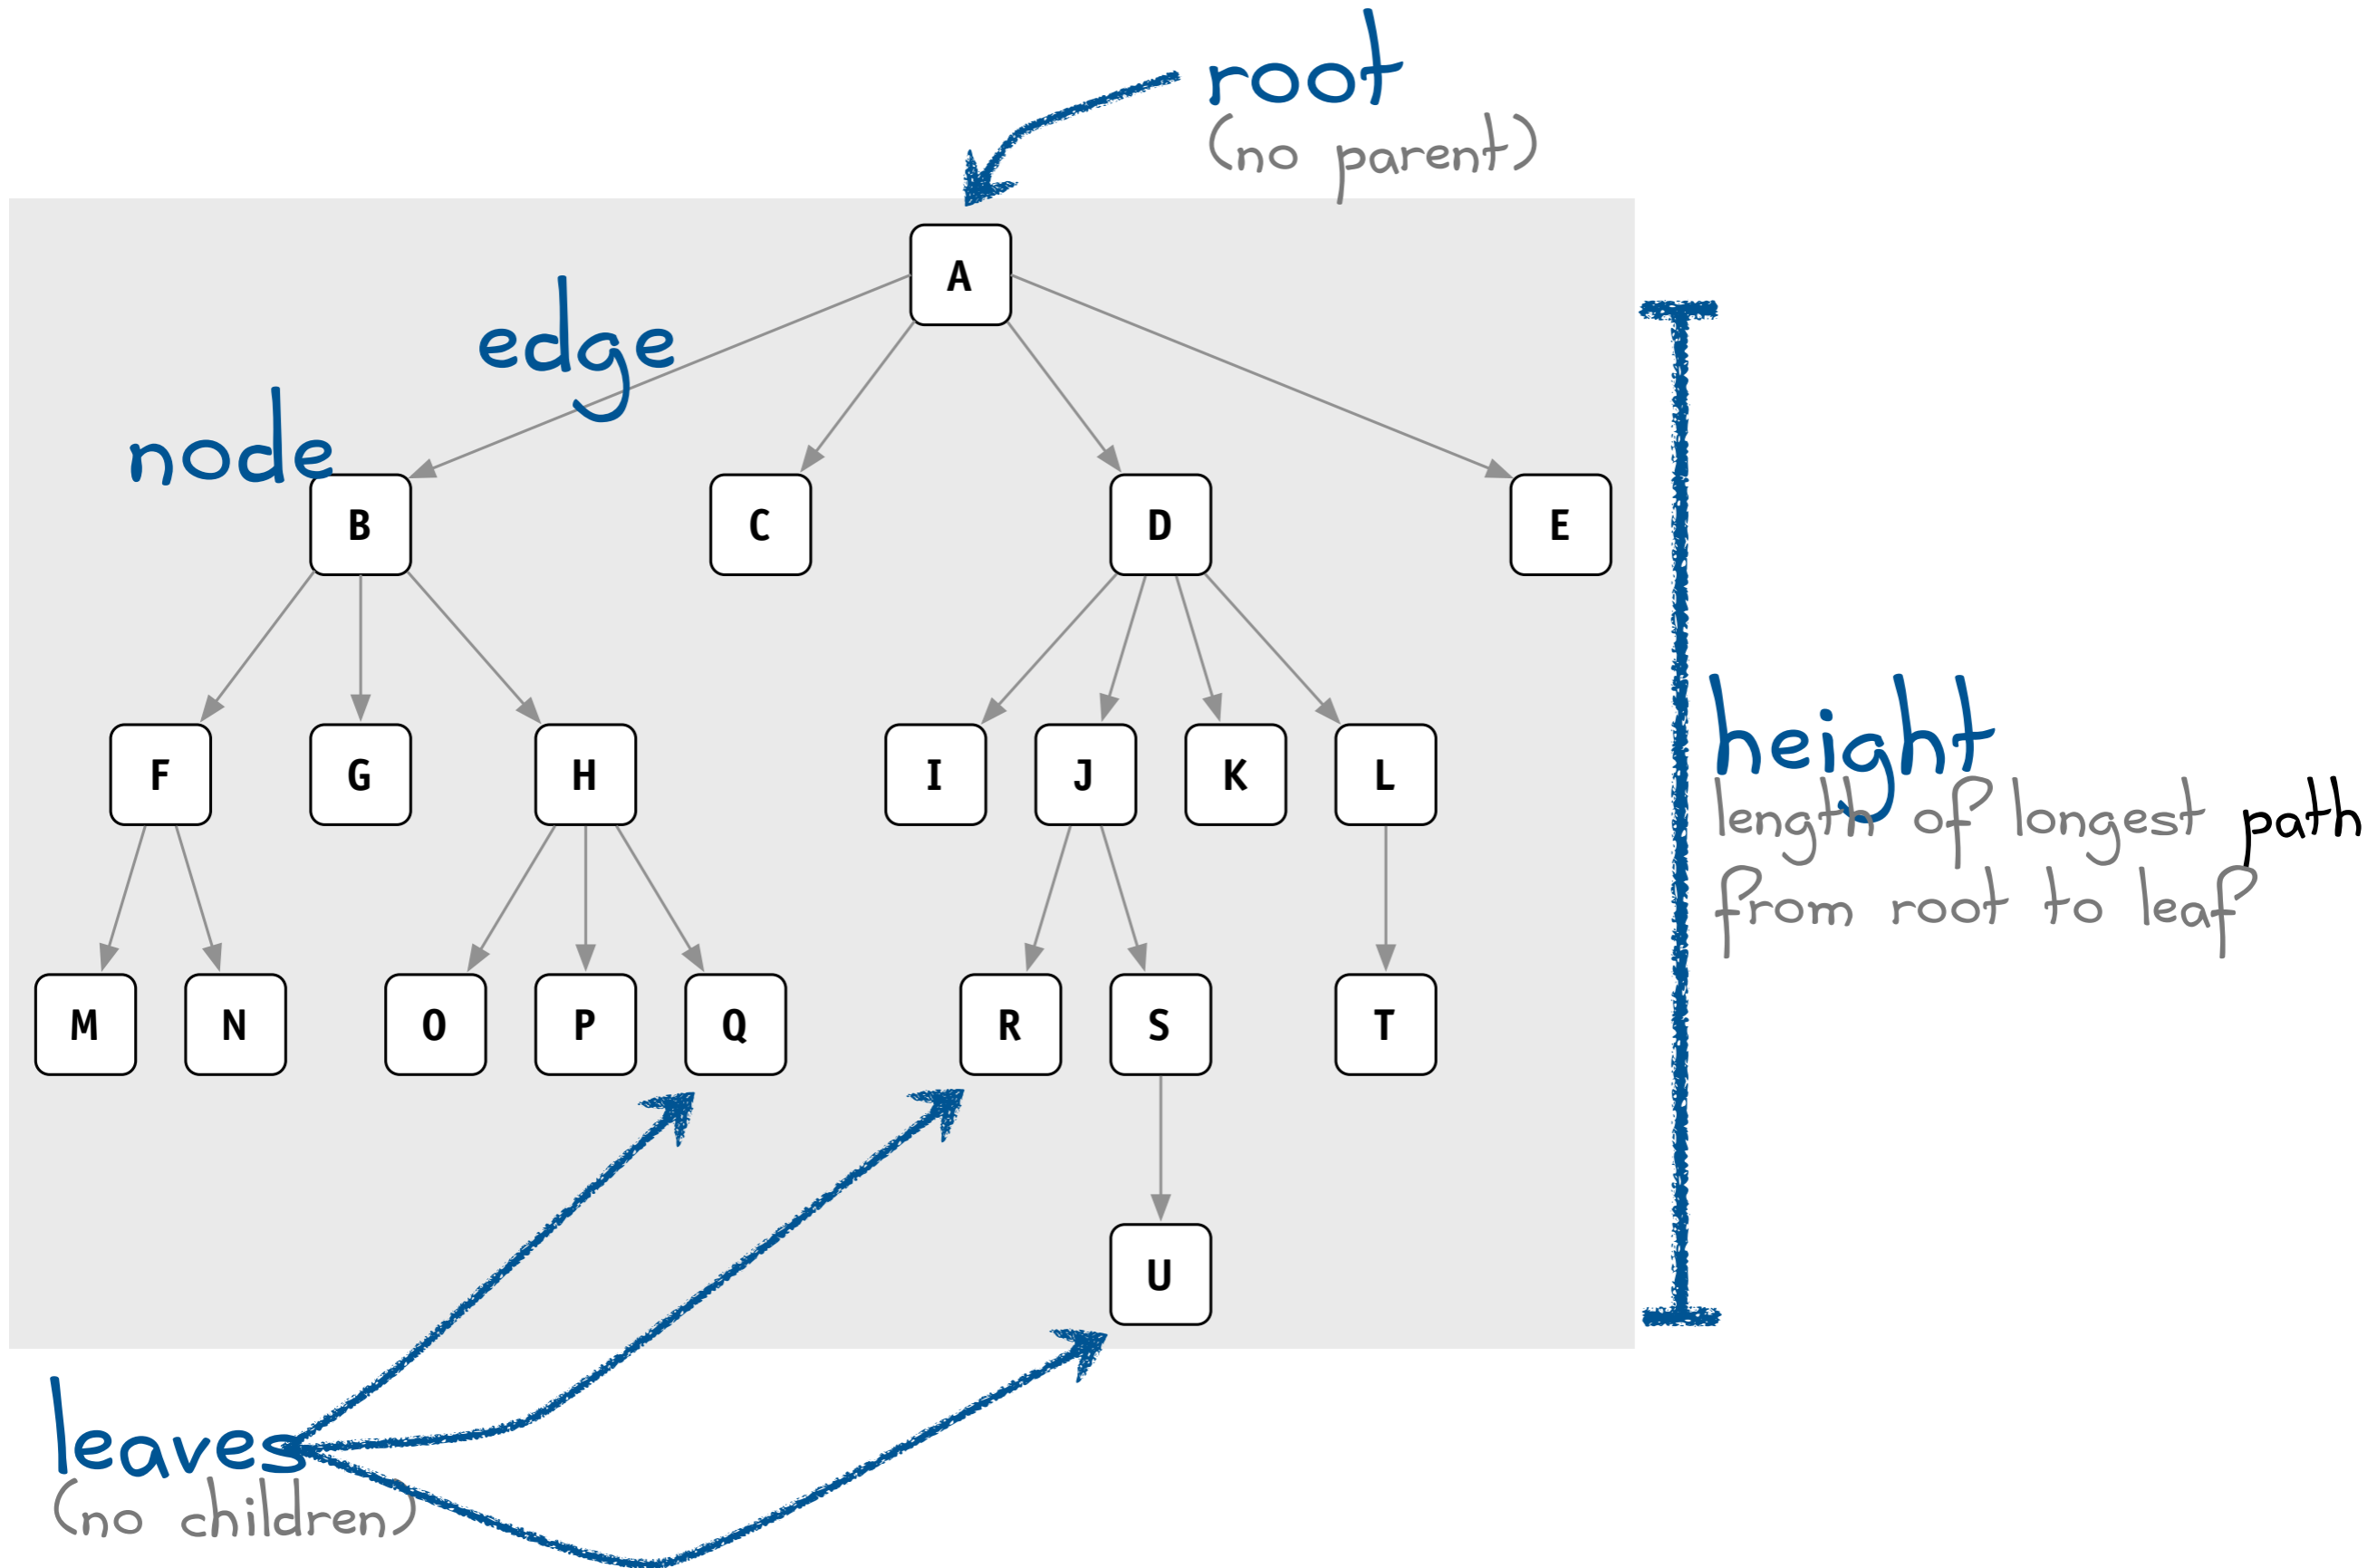 root
(no parent)
A
edge
node
B C D E
F G H I J K L
height
length of longest path
from root to leaf
M N O P Q R S T
U
leaves
(no children)